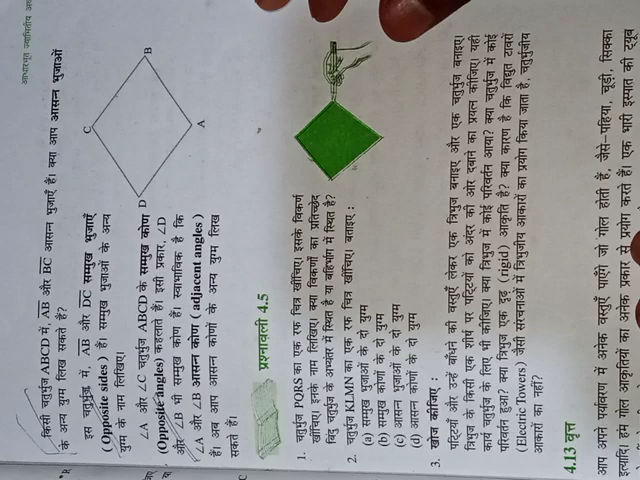 आधारभूत ज्यामितीय
किसी चतुर्भुज ABCD में, AB और BC आसन्न भुजाएँ हैं। क्या आप आसन्न भुजाओं
के अन्य युग्म लिख सकते हैं?
इस चतुर्भुज में, AB और DC सम्मुख भुजाएँ
(Opposite sides) हैं। सम्मुख भुजाओं के अन्य
युग्म के नाम लिखिए।
∠A और ∠C चतुर्भुज ABCD के सम्मुख कोण
(Opposite angles) कहलाते हैं। इसी प्रकार, ∠D
और ∠B भी सम्मुख कोण हैं। स्वाभाविक है कि
∠A और ∠B आसन्न कोण (adjacent angles)
हैं। अब आप आसन्न कोणों के अन्य युग्म लिख
सकते हैं।
C
B
D
A
प्रश्नावली 4.5
1. चतुर्भुज PQRS का एक रफ चित्र खींचिए। इसके विकर्ण
खींचिए। इनके नाम लिखिए। क्या विकर्णों का प्रतिच्छेद
बिंदु चतुर्भुज के अभ्यंतर में स्थित है या बहिर्भाग में स्थित है?
2. चतुर्भुज KLMN का एक रफ चित्र खींचिए। बताइए :
(a) सम्मुख भुजाओं के दो युग्म
(b) सम्मुख कोणों के दो युग्म
(c) आसन्न भुजाओं के दो युग्म
(d) आसन्न कोणों के दो युग्म
3. खोज कीजिए :
पट्टियाँ और उन्हें बाँधने की वस्तुएँ लेकर एक त्रिभुज बनाइए और एक चतुर्भुज बनाइए।
त्रिभुज के किसी एक शीर्ष पर पट्टियों को अंदर की ओर दबाने का प्रयत्न कीजिए। यही
कार्य चतुर्भुज के लिए भी कीजिए। क्या त्रिभुज में कोई परिवर्तन आया? क्या चतुर्भुज में कोई
परिवर्तन हुआ? क्या त्रिभुज एक दृढ़ (rigid) आकृति है? क्या कारण है कि विद्युत टावरों
(Electric Towers) जैसी संरचनाओं में त्रिभुजीय आकारों का प्रयोग किया जाता है, चतुर्भुजीय
आकारों का नहीं?
4.13 वृत्त
आप अपने पर्यावरण में अनेक वस्तुएँ पाएँगे जो गोल होती हैं, जैसे-पहिया, चूड़ी, सिक्का
इत्यादि। हम गोल आकृतियों का अनेक प्रकार से प्रयोग करते हैं। एक भारी इस्पात की ट्यूब